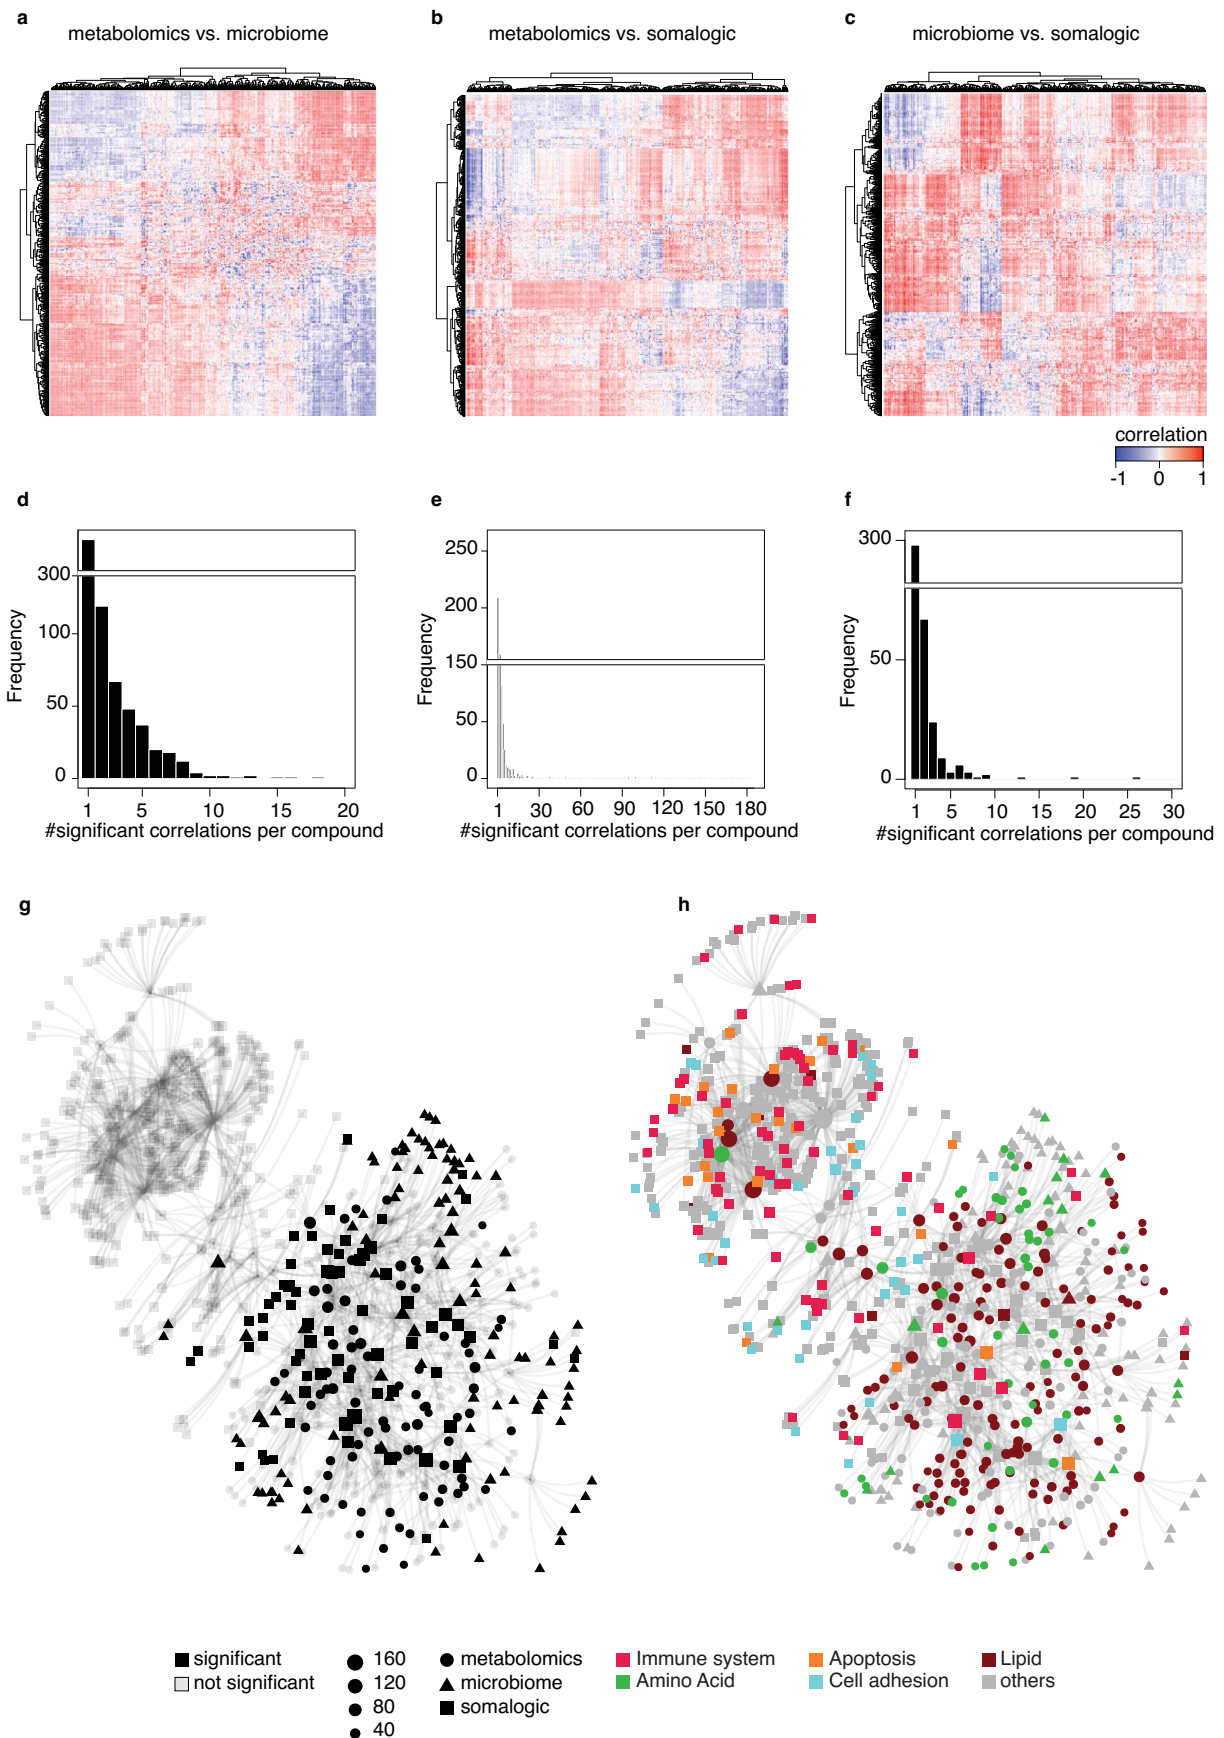 a
metabolomics vs. microbiome
b
metabolomics vs. somalogic
c
microbiome vs. somalogic
correlation
-1 0 1
d
Frequency
300
100
50
0
1 5 10 15 20
#significant correlations per compound
e
Frequency
250
200
150
150
100
50
0
1 30 60 90 120 150 180
#significant correlations per compound
f
Frequency
300
50
0
1 5 10 15 20 25 30
#significant correlations per compound
g
h
significant
not significant
160
120
80
40
metabolomics
microbiome
somalogic
Immune system
Amino Acid
Apoptosis
Cell adhesion
Lipid
others